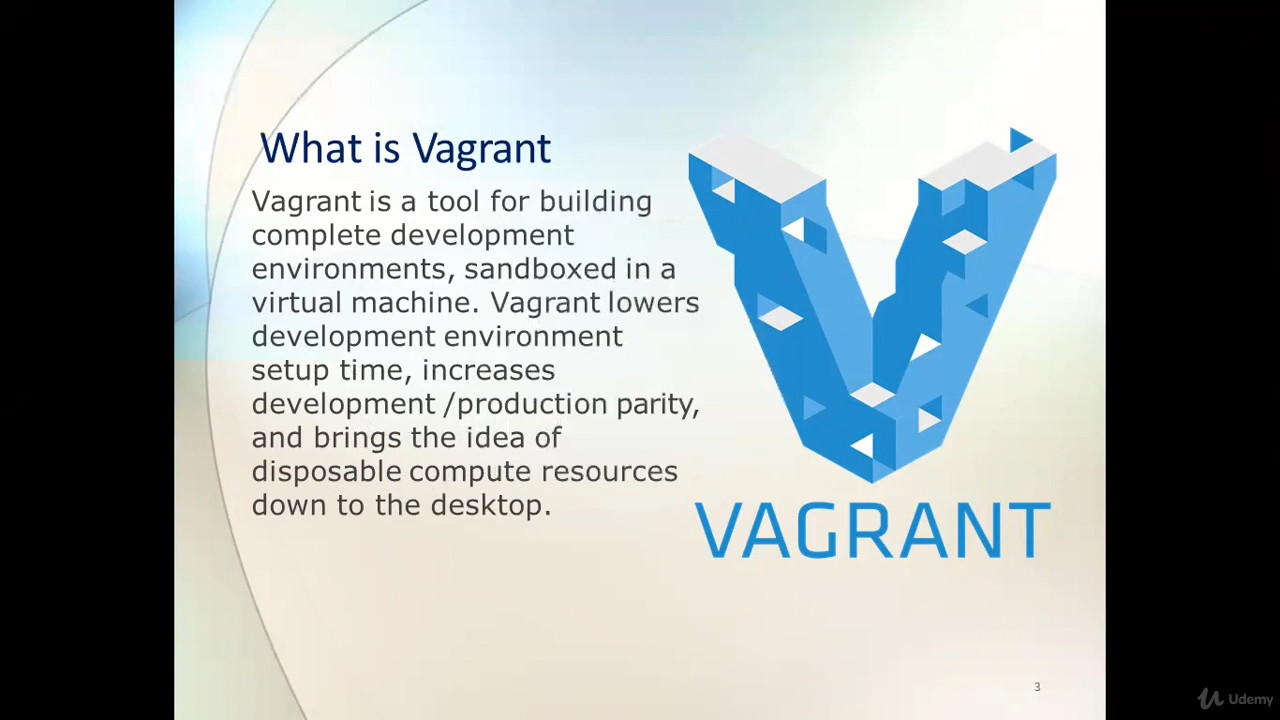 What is Vagrant
Vagrant is a tool for building
complete development
environments, sandboxed in a
virtual machine. Vagrant lowers
development environment
setup time, increases
development /production parity,
and brings the idea of
disposable compute resources
down to the desktop.
VAGRANT
3
Udemy